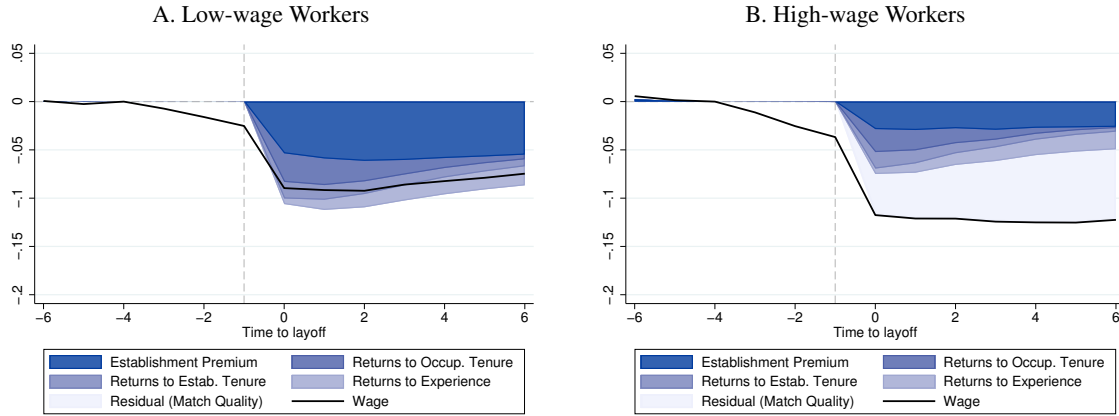 A. Low-wage Workers
.05
0
-.05
-.1
-.15
-.2
−6 −4 −2 0 2 4 6
Time to layoff
Establishment Premium Returns to Occup. Tenure
Returns to Estab. Tenure Returns to Experience
Residual (Match Quality) Wage
B. High-wage Workers
.05
0
-.05
-.1
-.15
-.2
−6 −4 −2 0 2 4 6
Time to layoff
Establishment Premium Returns to Occup. Tenure
Returns to Estab. Tenure Returns to Experience
Residual (Match Quality) Wage